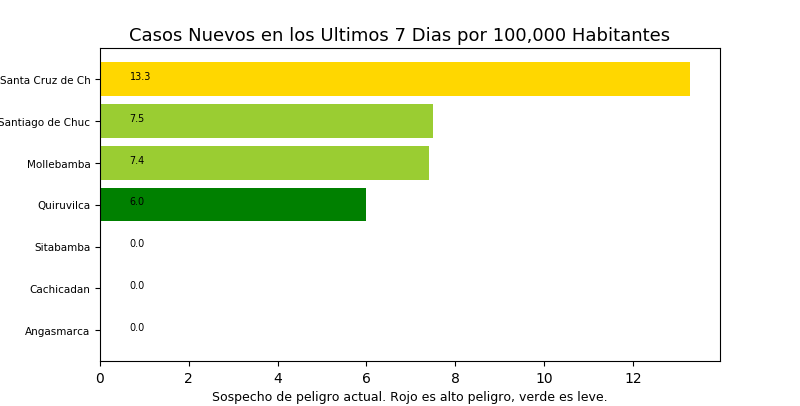 Casos Nuevos en los Ultimos 7 Dias por 100,000 Habitantes
Santa Cruz de Ch 13.3
Santiago de Chuc 7.5
Mollebamba 7.4
Quiruvilca 6.0
Sitabamba 0.0
Cachicadan 0.0
Angasmarca 0.0
0 2 4 6 8 10 12
Sospecho de peligro actual. Rojo es alto peligro, verde es leve.